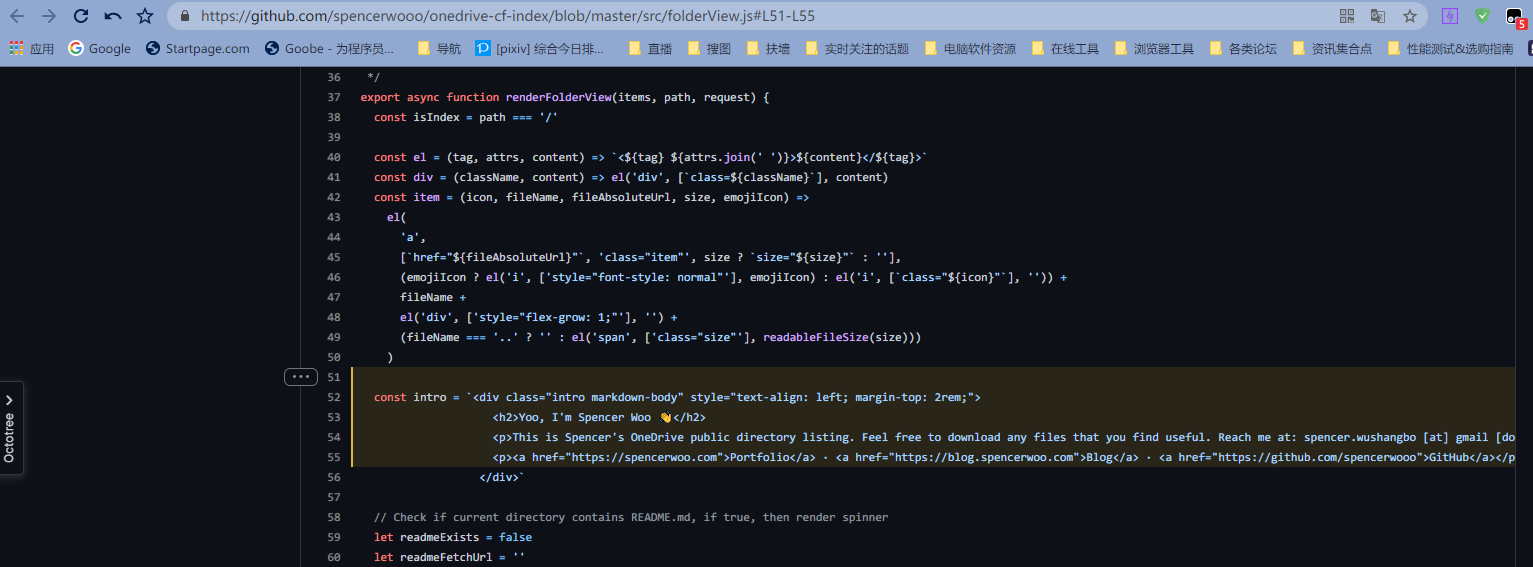 https://github.com/spencerwooo/onedrive-cf-index/blob/master/src/folderView.js#L51-L55
5
应用 Google Startpage.com Goobe - 为程序员... 导航 [pixiv] 综合今日排... 直播 搜图 扶墙 实时关注的话题 电脑软件资源 在线工具 浏览器工具 各类论坛 资讯集合点 性能测试&选购指南
36 */
37 export async function renderFolderView(items, path, request) {
38 const isIndex = path === '/'
39
40 const el = (tag, attrs, content) => `<${tag} ${attrs.join(' ')}>${content}</${tag}>`
41 const div = (className, content) => el('div', [`class=${className}`], content)
42 const item = (icon, fileName, fileAbsoluteUrl, size, emojiIcon) =>
43 el(
44 'a',
45 [`href="${fileAbsoluteUrl}"`, 'class="item"', size ? `size="${size}"` : ''],
46 (emojiIcon ? el('i', ['style="font-style: normal"'], emojiIcon) : el('i', [`class="${icon}"`], '')) +
47 fileName +
48 el('div', ['style="flex-grow: 1;"'], '') +
49 (fileName === '..' ? '' : el('span', ['class="size"'], readableFileSize(size)))
50 )
51
52 const intro = `<div class="intro markdown-body" style="text-align: left; margin-top: 2rem;">
53 <h2>Yoo, I'm Spencer Woo 👋</h2>
54 <p>This is Spencer's OneDrive public directory listing. Feel free to download any files that you find useful. Reach me at: spencer.wushangbo [at] gmail [do
55 <p><a href="https://spencerwoo.com">Portfolio</a> · <a href="https://blog.spencerwoo.com">Blog</a> · <a href="https://github.com/spencerwooo">GitHub</a></p
56 </div>`
57
58 // Check if current directory contains README.md, if true, then render spinner
59 let readmeExists = false
60 let readmeFetchUrl = ''
Octotree